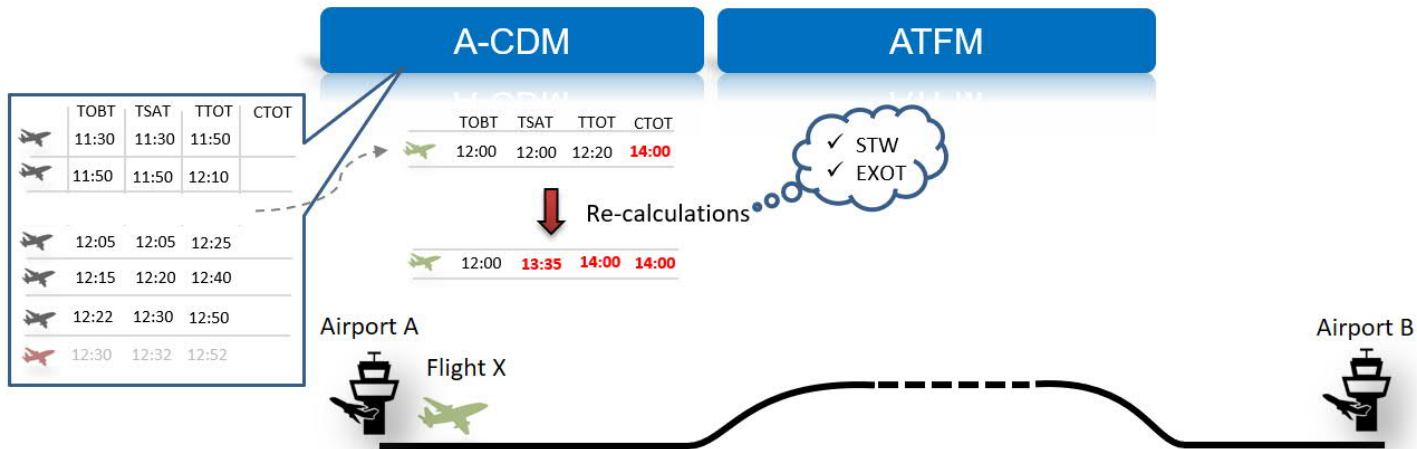 A-CDM
ATFM
TOBT TSAT TTOT CTOT
11:30 11:30 11:50
11:50 11:50 12:10
12:05 12:05 12:25
12:15 12:20 12:40
12:22 12:30 12:50
12:30 12:32 12:52
TOBT TSAT TTOT CTOT
12:00 12:00 12:20 14:00
✓ STW
✓ EXOT
Re-calculations
12:00 13:35 14:00 14:00
Airport A
Flight X
Airport B